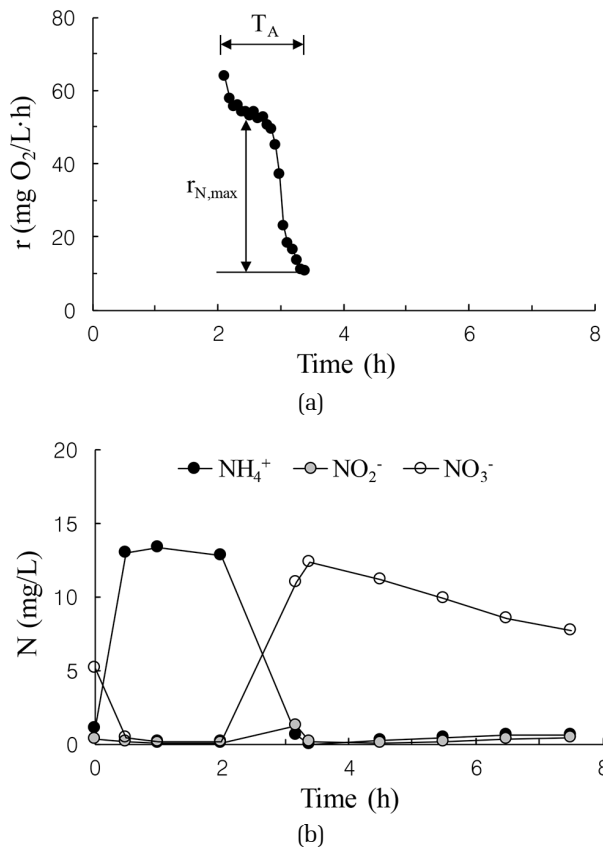 80
60
40
20
0
r (mg O₂/L·h)
T_A
r_N,max
0 2 4 6 8
Time (h)
(a)
20
15
10
5
0
N (mg/L)
NH₄⁺ NO₂⁻ NO₃⁻
0 2 4 6 8
Time (h)
(b)